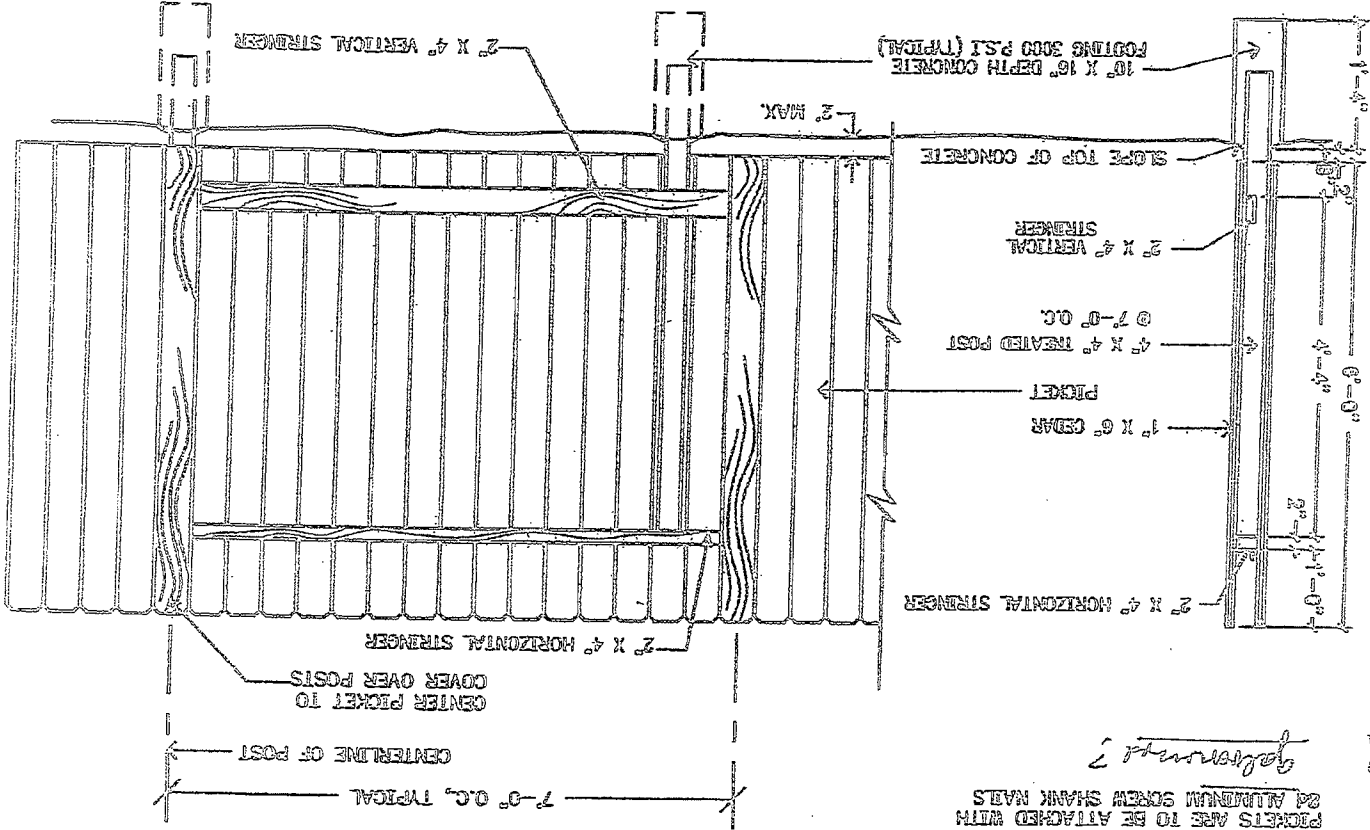 PICKETS ARE TO BE ATTACHED WITH
8d ALUMINUM SCREW SHANK NAILS
galvanized ?
7'-0" O.C., TYPICAL
CENTERLINE OF POST
CENTER PICKET TO
COVER OVER POSTS
2" X 4" HORIZONTAL STRINGER
2" X 4" HORIZONTAL STRINGER
1'-0"
2"
1" X 6" CEDAR
PICKET
4" X 4" TREATED POST
@ 7'-0" O.C.
4'-4"
6'-0"
2" X 4" VERTICAL
STRINGER
2"
SLOPE TOP OF CONCRETE
2" MAX.
1'-4"
10" X 16" DEPTH CONCRETE
FOOTING 3000 P.S.I (TYPICAL)
2" X 4" VERTICAL STRINGER